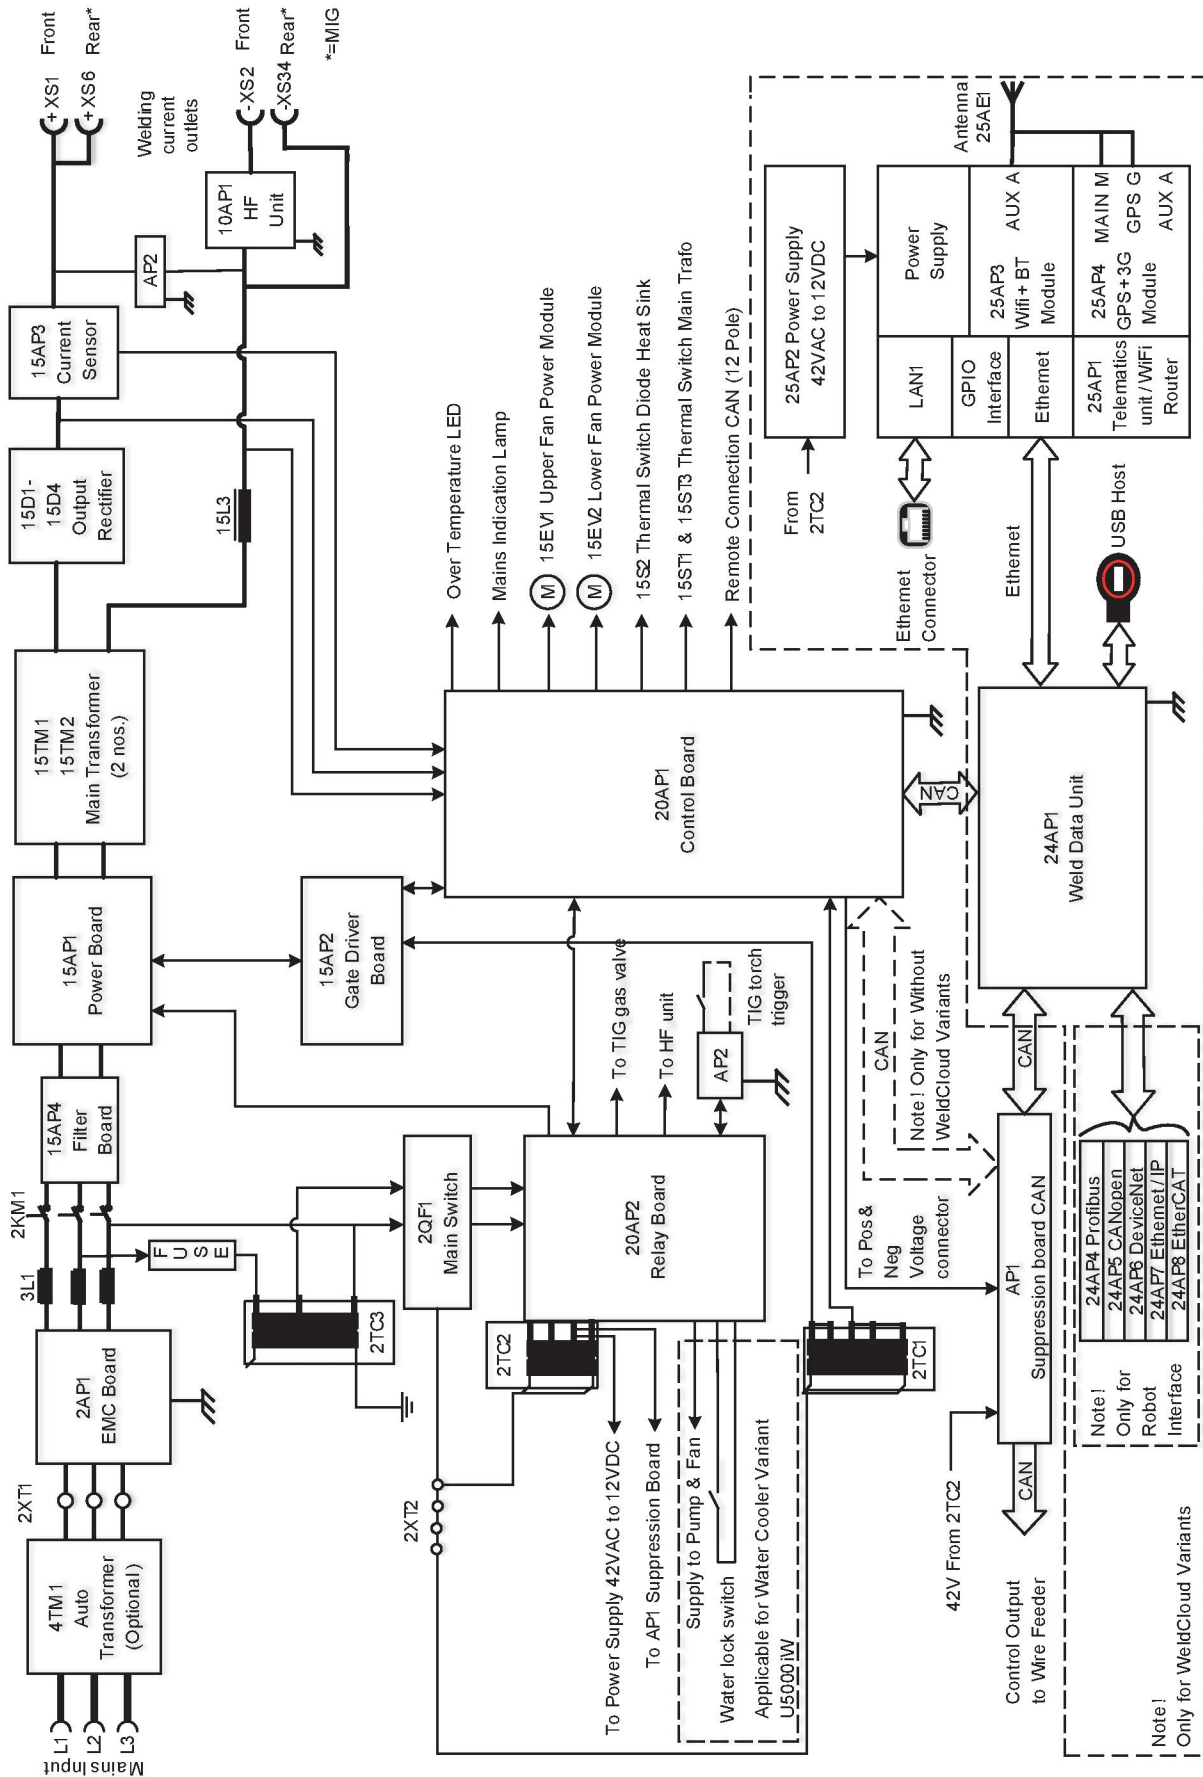 Mains Input
L1
L2
L3
4TM1
Auto
Transformer
(Optional)
2XT1
2AP1
EMC Board
3L1
2KM1
15AP4
Filter
Board
15AP1
Power Board
15TM1
15TM2
Main Transformer
(2 nos.)
15D1-
15D4
Output
Rectifier
15AP3
Current
Sensor
+XS1 Front
+XS6 Rear*
Welding
current
outlets
AP2
10AP1
HF
Unit
-XS2 Front
-XS34 Rear*
*=MIG
15L3
FUSE
2TC3
2QF1
Main Switch
15AP2
Gate Driver
Board
2XT2
2TC2
20AP2
Relay Board
To TIG gas valve
To HF unit
AP2
TIG torch
trigger
20AP1
Control Board
Over Temperature LED
Mains Indication Lamp
M 15EV1 Upper Fan Power Module
M 15EV2 Lower Fan Power Module
15S2 Thermal Switch Diode Heat Sink
15ST1 & 15ST3 Thermal Switch Main Trafo
Remote Connection CAN (12 Pole)
To Power Supply 42VAC to 12VDC
To AP1 Suppression Board
Supply to Pump & Fan
Water lock switch
Applicable for Water Cooler Variant
U5000iW
2TC1
To Pos &
Neg
Voltage
connector
CAN
Note! Only for Without
WeldCloud Variants
CAN
42V From 2TC2
AP1
Suppression board CAN
CAN
Control Output
to Wire Feeder
CAN
24AP1
Weld Data Unit
Ethernet
USB Host
Ethernet
Connector
From
2TC2
25AP2 Power Supply
42VAC to 12VDC
LAN1
Power
Supply
GPIO
Interface
Ethernet
25AP3
Wifi + BT
Module
AUX A
25AP1
Telematics
unit / WiFi
Router
25AP4
GPS+3G
Module
MAIN M
GPS G
AUX A
Antenna
25AE1
Note!
Only for
Robot
Interface
24AP4 Profibus
24AP5 CANopen
24AP6 DeviceNet
24AP7 Ethernet / IP
24AP8 EtherCAT
Note!
Only for WeldCloud Variants